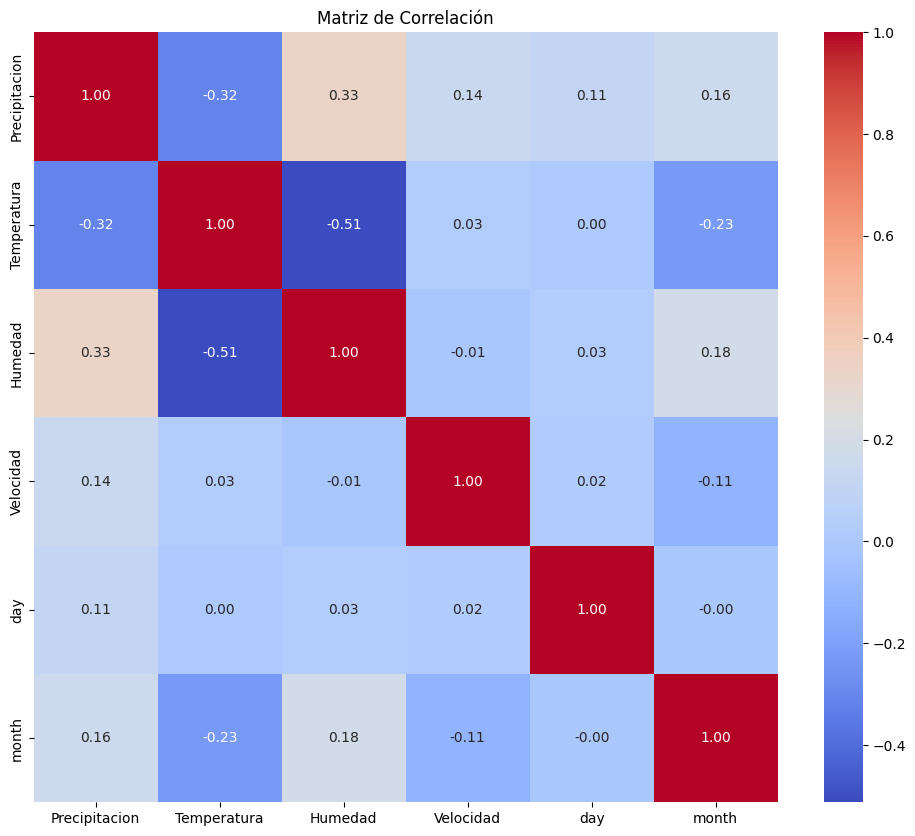 Matriz de Correlación
Precipitacion 1.00 -0.32 0.33 0.14 0.11 0.16
Temperatura -0.32 1.00 -0.51 0.03 0.00 -0.23
Humedad 0.33 -0.51 1.00 -0.01 0.03 0.18
Velocidad 0.14 0.03 -0.01 1.00 0.02 -0.11
day 0.11 0.00 0.03 0.02 1.00 -0.00
month 0.16 -0.23 0.18 -0.11 -0.00 1.00
Precipitacion Temperatura Humedad Velocidad day month
1.0
0.8
0.6
0.4
0.2
0.0
−0.2
−0.4